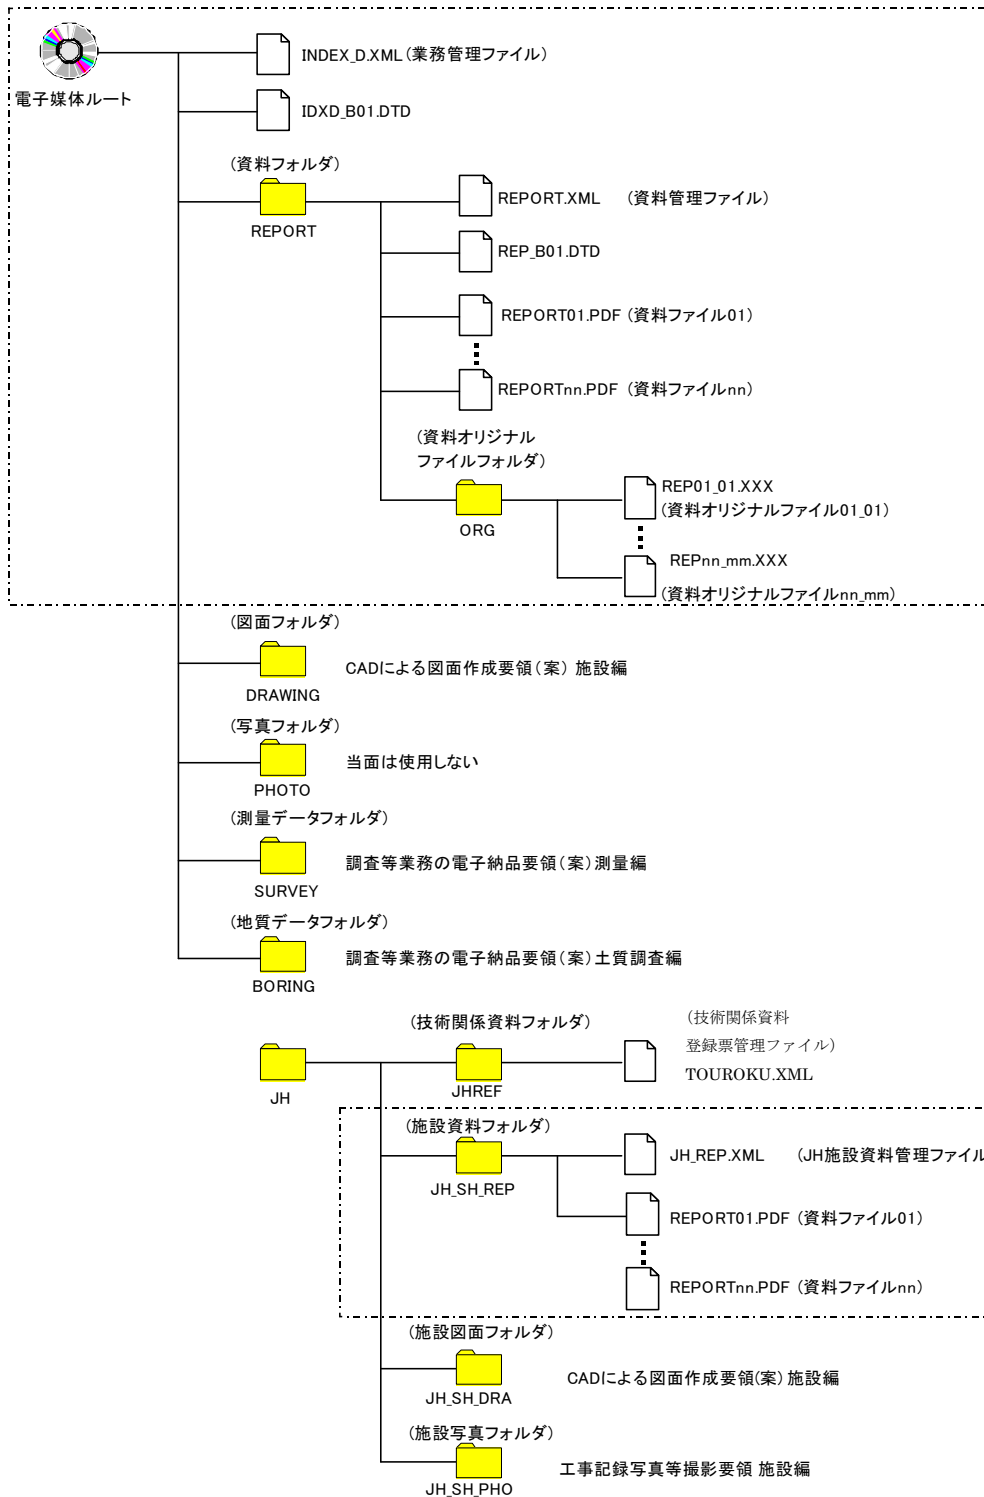 INDEX_D.XML(業務管理ファイル)
電子媒体ルート
IDXD_B01.DTD
(資料フォルダ)
REPORT
REPORT.XML (資料管理ファイル)
REP_B01.DTD
REPORT01.PDF (資料ファイル01)
REPORTnn.PDF (資料ファイルnn)
(資料オリジナル
ファイルフォルダ)
ORG
REP01_01.XXX
(資料オリジナルファイル01_01)
REPnn_mm.XXX
(資料オリジナルファイルnn_mm)
(図面フォルダ)
DRAWING
CADによる図面作成要領(案) 施設編
(写真フォルダ)
PHOTO
当面は使用しない
(測量データフォルダ)
SURVEY
調査等業務の電子納品要領(案)測量編
(地質データフォルダ)
BORING
調査等業務の電子納品要領(案)土質調査編
JH
(技術関係資料フォルダ)
JHREF
(技術関係資料
登録票管理ファイル)
TOUROKU.XML
(施設資料フォルダ)
JH_SH_REP
JH_REP.XML (JH施設資料管理ファイル
REPORT01.PDF (資料ファイル01)
REPORTnn.PDF (資料ファイルnn)
(施設図面フォルダ)
JH_SH_DRA
CADによる図面作成要領(案) 施設編
(施設写真フォルダ)
JH_SH_PHO
工事記録写真等撮影要領 施設編